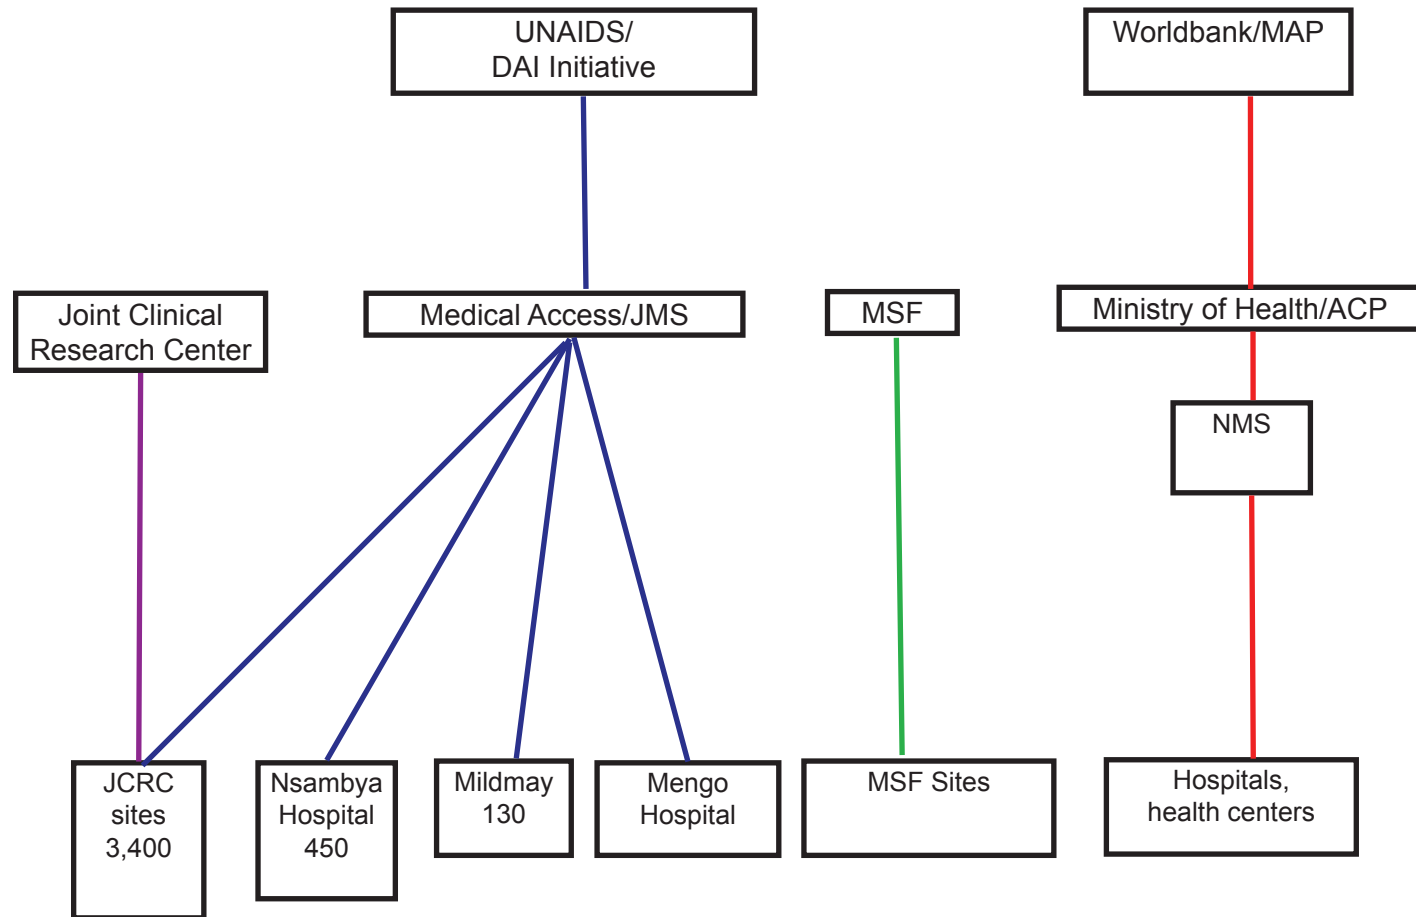 UNAIDS/
DAI Initiative
Worldbank/MAP
Joint Clinical
Research Center
Medical Access/JMS
MSF
Ministry of Health/ACP
NMS
JCRC
sites
3,400
Nsambya
Hospital
450
Mildmay
130
Mengo
Hospital
MSF Sites
Hospitals,
health centers